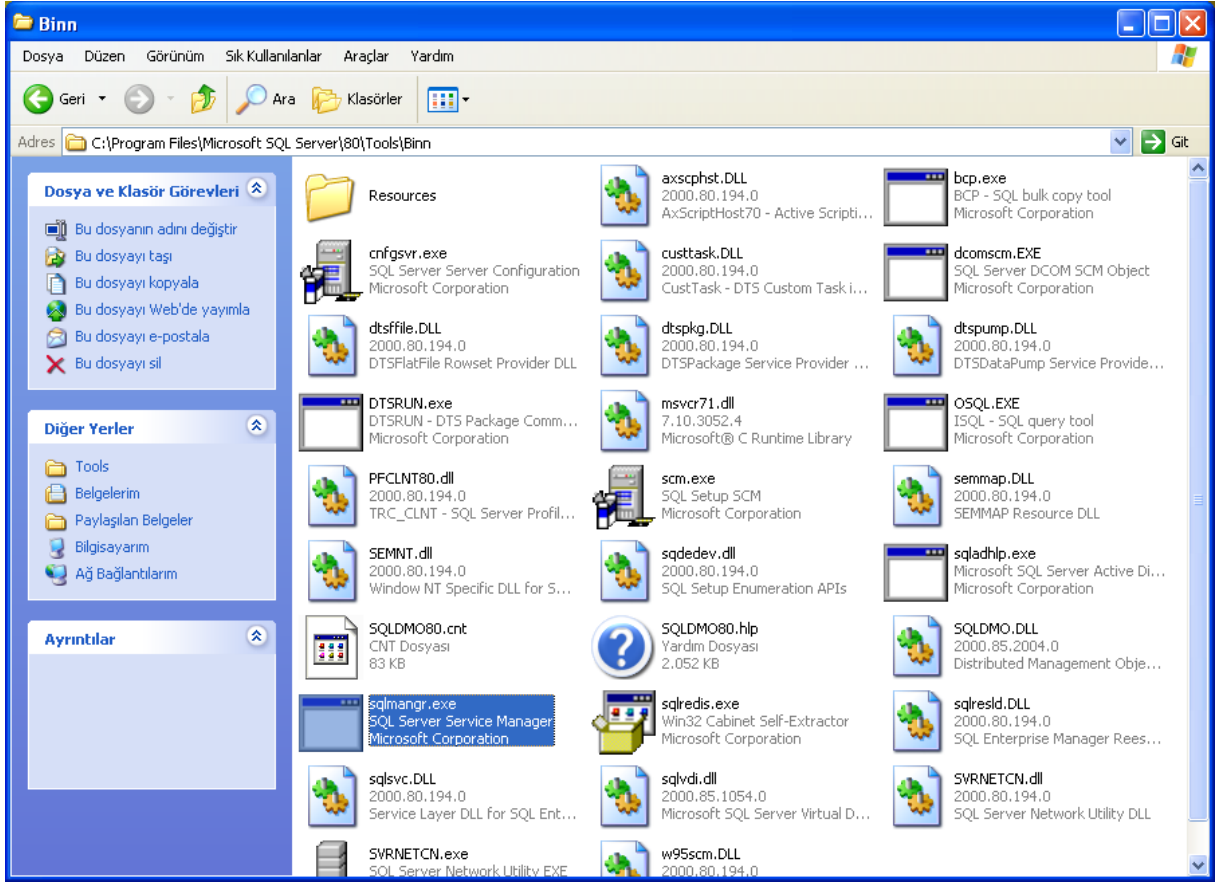 Binn
Dosya Düzen Görünüm Sık Kullanılanlar Araçlar Yardım
Geri Ara Klasörler
Adres C:\Program Files\Microsoft SQL Server\80\Tools\Binn Git
Dosya ve Klasör Görevleri
Bu dosyanın adını değiştir
Bu dosyayı taşı
Bu dosyayı kopyala
Bu dosyayı Web'de yayımla
Bu dosyayı e-postala
Bu dosyayı sil
Diğer Yerler
Tools
Belgelerim
Paylaşılan Belgeler
Bilgisayarım
Ağ Bağlantılarım
Ayrıntılar
Resources
axscphst.DLL
2000.80.194.0
AxScriptHost70 - Active Scripti...
bcp.exe
BCP - SQL bulk copy tool
Microsoft Corporation
cnfgsvr.exe
SQL Server Server Configuration
Microsoft Corporation
custtask.DLL
2000.80.194.0
CustTask - DTS Custom Task i...
dcomscm.EXE
SQL Server DCOM SCM Object
Microsoft Corporation
dtsffile.DLL
2000.80.194.0
DTSFlatFile Rowset Provider DLL
dtspkg.DLL
2000.80.194.0
DTSPackage Service Provider ...
dtspump.DLL
2000.80.194.0
DTSDataPump Service Provide...
DTSRUN.exe
DTSRUN - DTS Package Comm...
Microsoft Corporation
msvcr71.dll
7.10.3052.4
Microsoft® C Runtime Library
OSQL.EXE
ISQL - SQL query tool
Microsoft Corporation
PFCLNT80.dll
2000.80.194.0
TRC_CLNT - SQL Server Profil...
scm.exe
SQL Setup SCM
Microsoft Corporation
semmap.DLL
2000.80.194.0
SEMMAP Resource DLL
SEMNT.dll
2000.80.194.0
Window NT Specific DLL for S...
sqdedev.dll
2000.80.194.0
SQL Setup Enumeration APIs
sqladhlp.exe
Microsoft SQL Server Active Di...
Microsoft Corporation
SQLDMO80.cnt
CNT Dosyası
83 KB
SQLDMO80.hlp
Yardım Dosyası
2.052 KB
SQLDMO.DLL
2000.85.2004.0
Distributed Management Obje...
sqlmangr.exe
SQL Server Service Manager
Microsoft Corporation
sqlredis.exe
Win32 Cabinet Self-Extractor
Microsoft Corporation
sqlresld.DLL
2000.80.194.0
SQL Enterprise Manager Rees...
sqlsvc.DLL
2000.80.194.0
Service Layer DLL for SQL Ent...
sqlvdi.dll
2000.85.1054.0
Microsoft SQL Server Virtual D...
SVRNETCN.dll
2000.80.194.0
SQL Server Network Utility DLL
SVRNETCN.exe
SQL Server Network Utility EXE
w95scm.DLL
2000.80.194.0